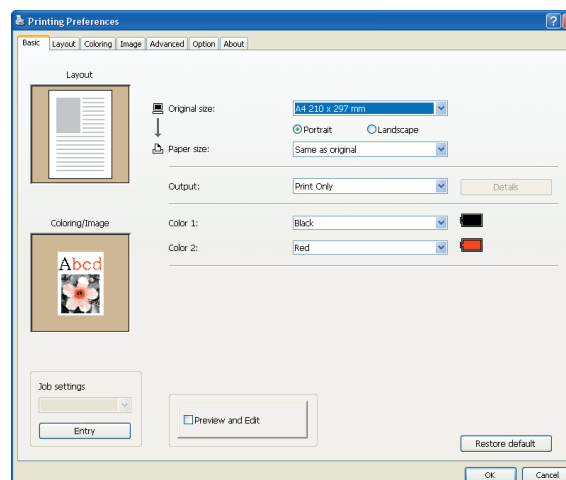 Printing Preferences
Basic Layout Coloring Image Advanced Option About
Layout
Original size: A4 210 x 297 mm
Portrait Landscape
Paper size: Same as original
Output: Print Only Details
Coloring/Image
Color 1: Black
Color 2: Red
Abcd
Job settings
Entry
Preview and Edit
Restore default
OK Cancel